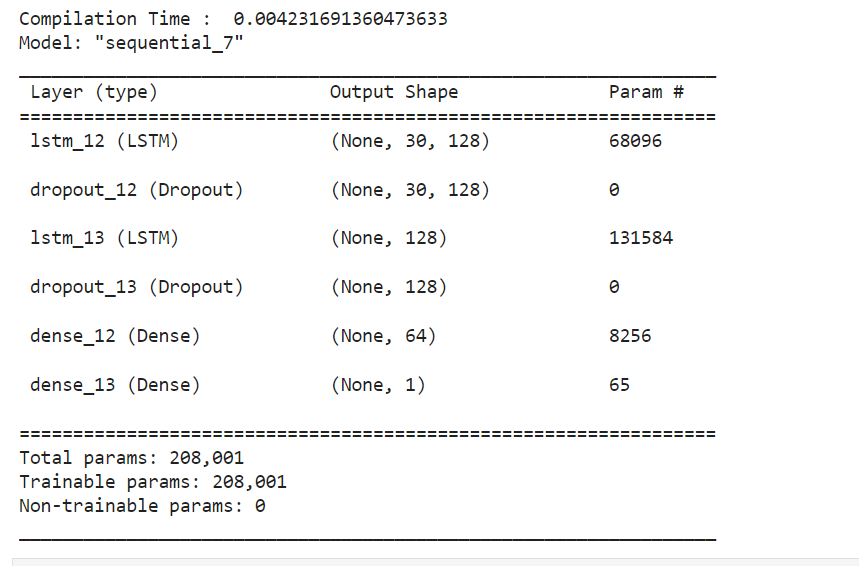 Compilation Time :  0.004231691360473633
Model: "sequential_7"
_________________________________________________________________
Layer (type)                Output Shape              Param #
=================================================================
lstm_12 (LSTM)              (None, 30, 128)           68096
dropout_12 (Dropout)        (None, 30, 128)           0
lstm_13 (LSTM)              (None, 128)               131584
dropout_13 (Dropout)        (None, 128)               0
dense_12 (Dense)            (None, 64)                8256
dense_13 (Dense)            (None, 1)                 65
=================================================================
Total params: 208,001
Trainable params: 208,001
Non-trainable params: 0
_________________________________________________________________